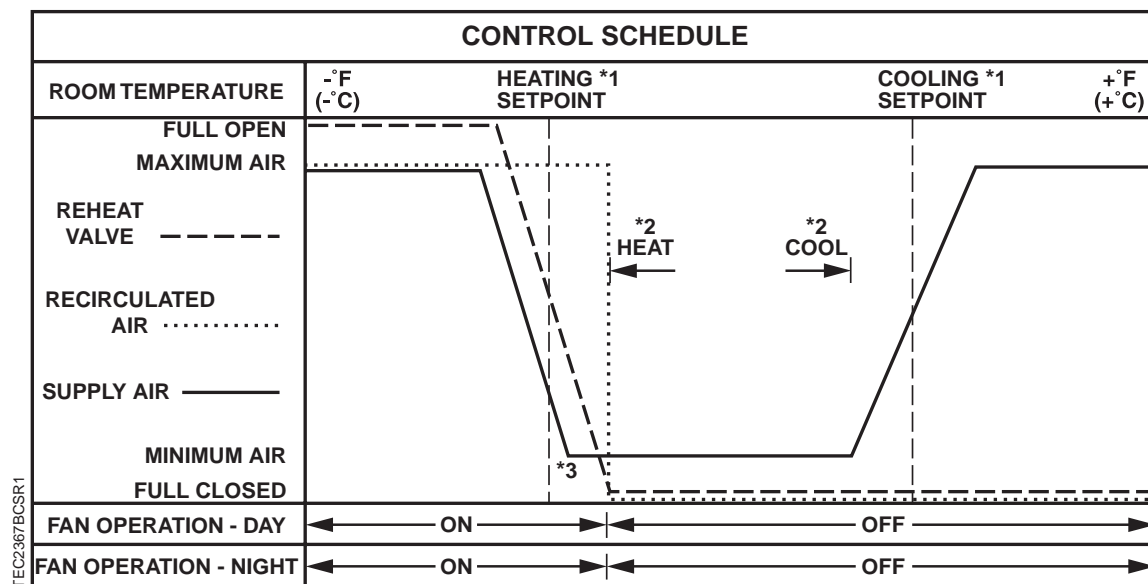 CONTROL SCHEDULE
ROOM TEMPERATURE
-°F
(-°C)
HEATING *1
SETPOINT
COOLING *1
SETPOINT
+°F
(+°C)
FULL OPEN
MAXIMUM AIR
REHEAT
VALVE
RECIRCULATED
AIR
SUPPLY AIR
MINIMUM AIR
FULL CLOSED
*2
HEAT
*2
COOL
*3
FAN OPERATION - DAY
ON
OFF
FAN OPERATION - NIGHT
ON
OFF
TEC2367BCSR1